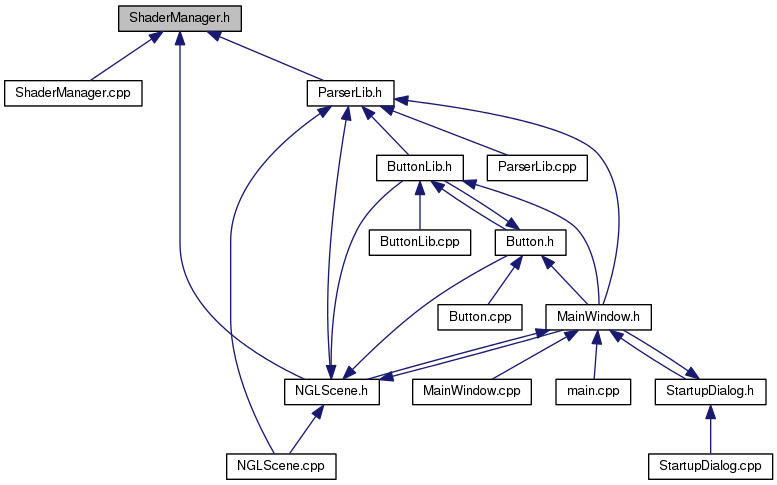 ShaderManager.h
ShaderManager.cpp
ParserLib.h
ButtonLib.h
ParserLib.cpp
ButtonLib.cpp
Button.h
Button.cpp
MainWindow.h
NGLScene.h
MainWindow.cpp
main.cpp
StartupDialog.h
NGLScene.cpp
StartupDialog.cpp